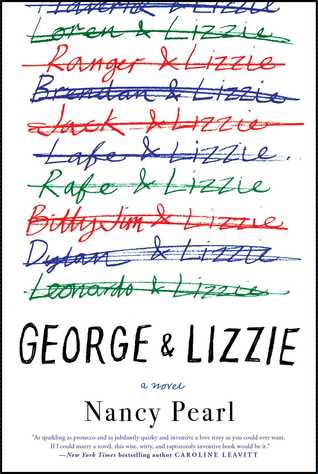 & Lizzie
Loren & Lizzie
Ranger & Lizzie
Brendan & Lizzie
Jack & Lizzie
Lafe & Lizzie
Rafe & Lizzie
BillyJim & Lizzie
Dylan & Lizzie
Leonardo & Lizzie
GEORGE & LIZZIE
a novel
Nancy Pearl
"As sparkling as prosecco and as jubilantly quirky and inventive a love story as you could ever want.
If I could marry a novel, this wise, witty, and rapturously inventive book would be it."
—New York Times bestselling author CAROLINE LEAVITT